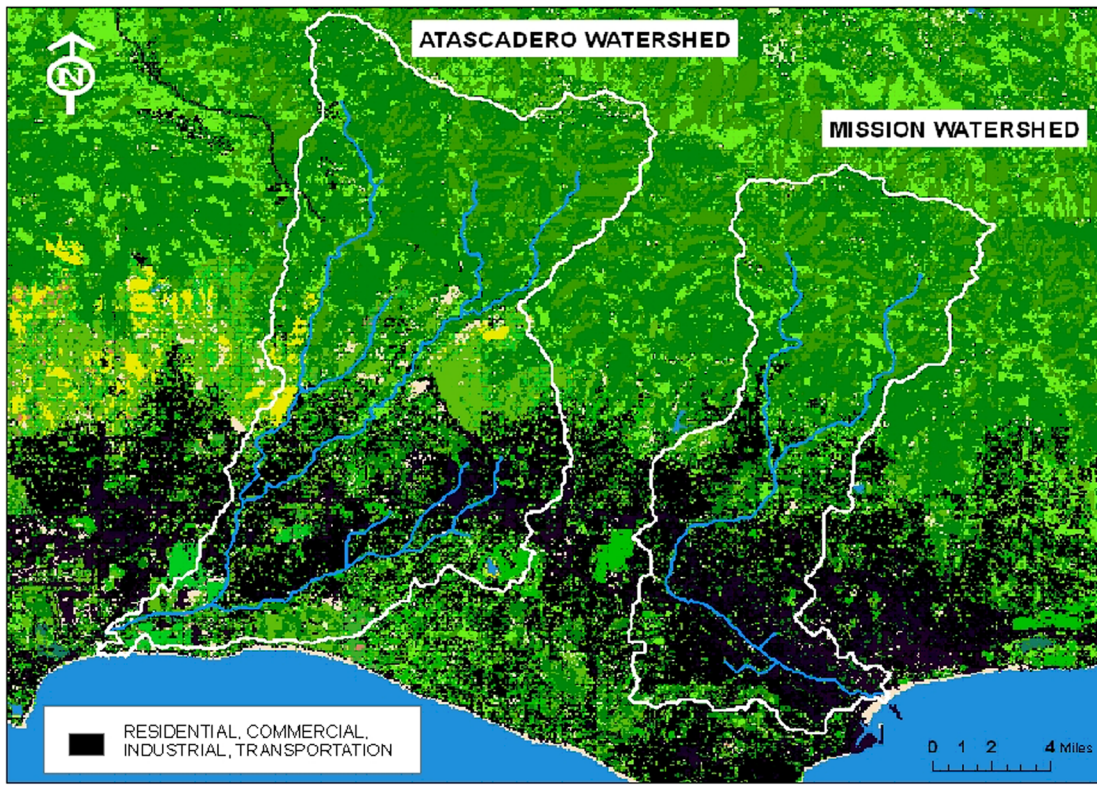 ATASCADERO WATERSHED
N
MISSION WATERSHED
RESIDENTIAL, COMMERCIAL,
INDUSTRIAL, TRANSPORTATION
0 1 2 4 Miles